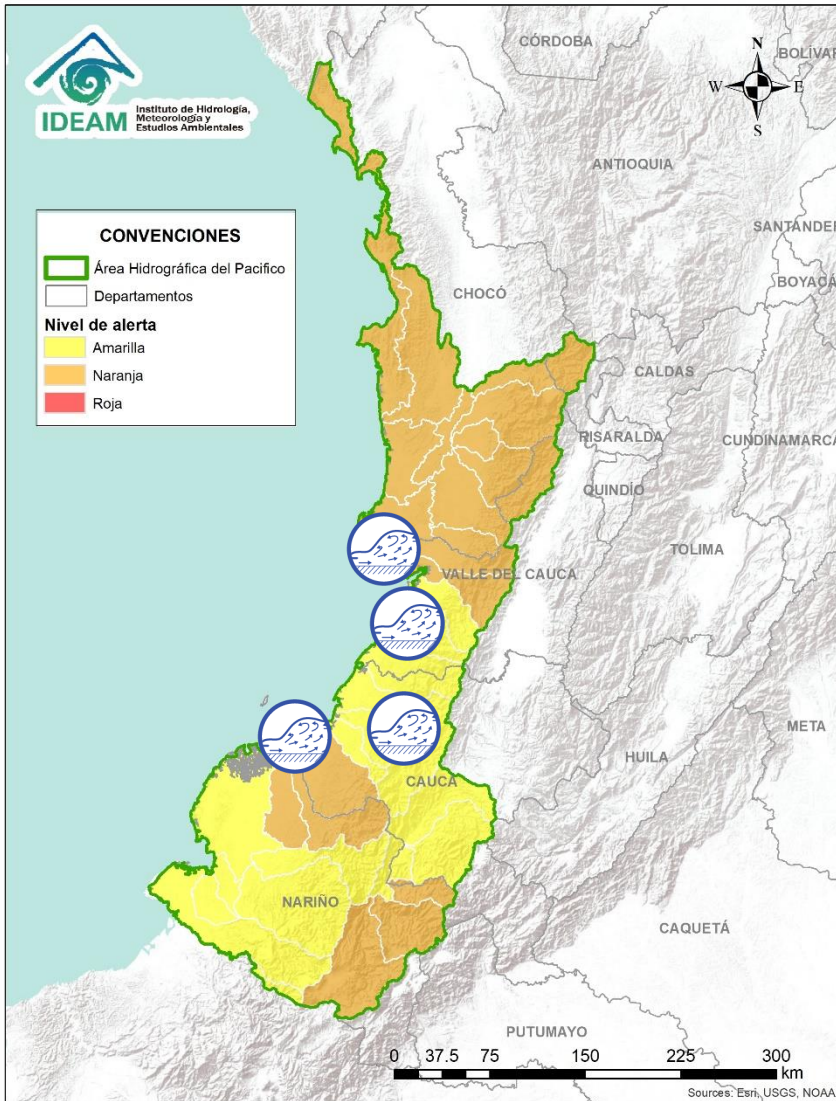 IDEAM
Instituto de Hidrología,
Meteorología y
Estudios Ambientales
CÓRDOBA
BOLÍVAR
N
W E
S
ANTIOQUIA
SANTANDER
BOYACÁ
CONVENCIONES
Área Hidrográfica del Pacifico
Departamentos
Nivel de alerta
Amarilla
Naranja
Roja
CHOCÓ
CALDAS
RISARALDA
CUNDINAMARCA
QUINDÍO
TOLIMA
VALLE DEL CAUCA
META
HUILA
CAUCA
NARIÑO
CAQUETÁ
PUTUMAYO
0 37.5 75 150 225 300
km
Sources: Esri, USGS, NOAA